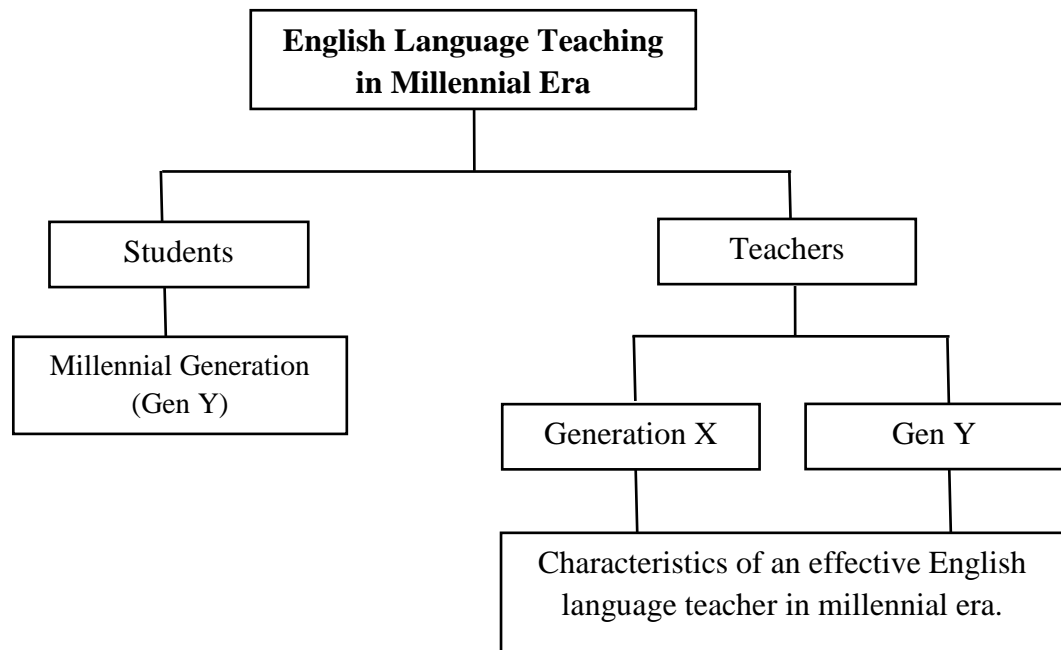 English Language Teaching
in Millennial Era
Students
Teachers
Millennial Generation
(Gen Y)
Generation X
Gen Y
Characteristics of an effective English
language teacher in millennial era.